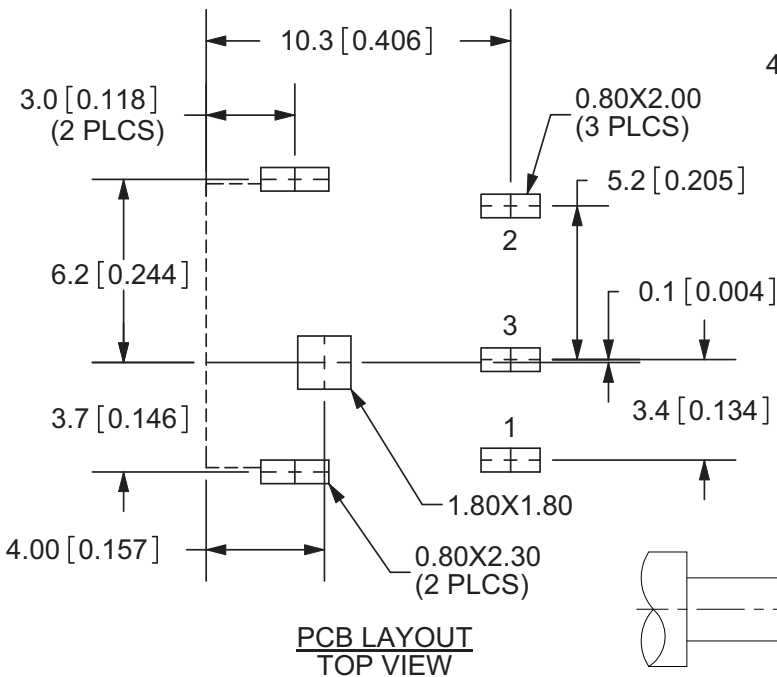 10.3 [0.406]
4
3.0 [0.118]
(2 PLCS)
0.80X2.00
(3 PLCS)
5.2 [0.205]
2
6.2 [0.244]
0.1 [0.004]
3
3.7 [0.146]
3.4 [0.134]
1
1.80X1.80
4.00 [0.157]
0.80X2.30
(2 PLCS)
PCB LAYOUT
TOP VIEW